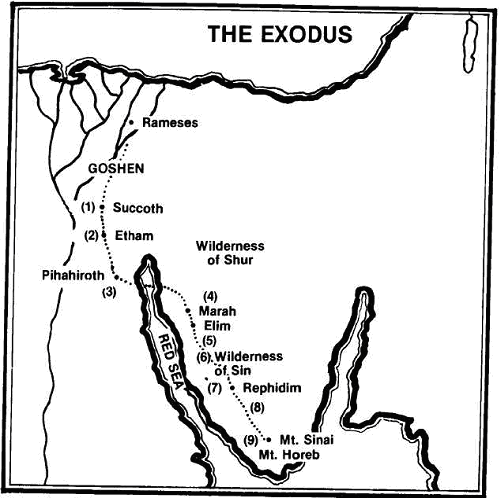 THE EXODUS
Rameses
GOSHEN
(1) Succoth
(2) Etham
Wilderness
of Shur
Pihahiroth
(3)
(4)
Marah
Elim
(5)
RED SEA
(6) Wilderness
of Sin
(7) Rephidim
(8)
(9) Mt. Sinai
Mt. Horeb